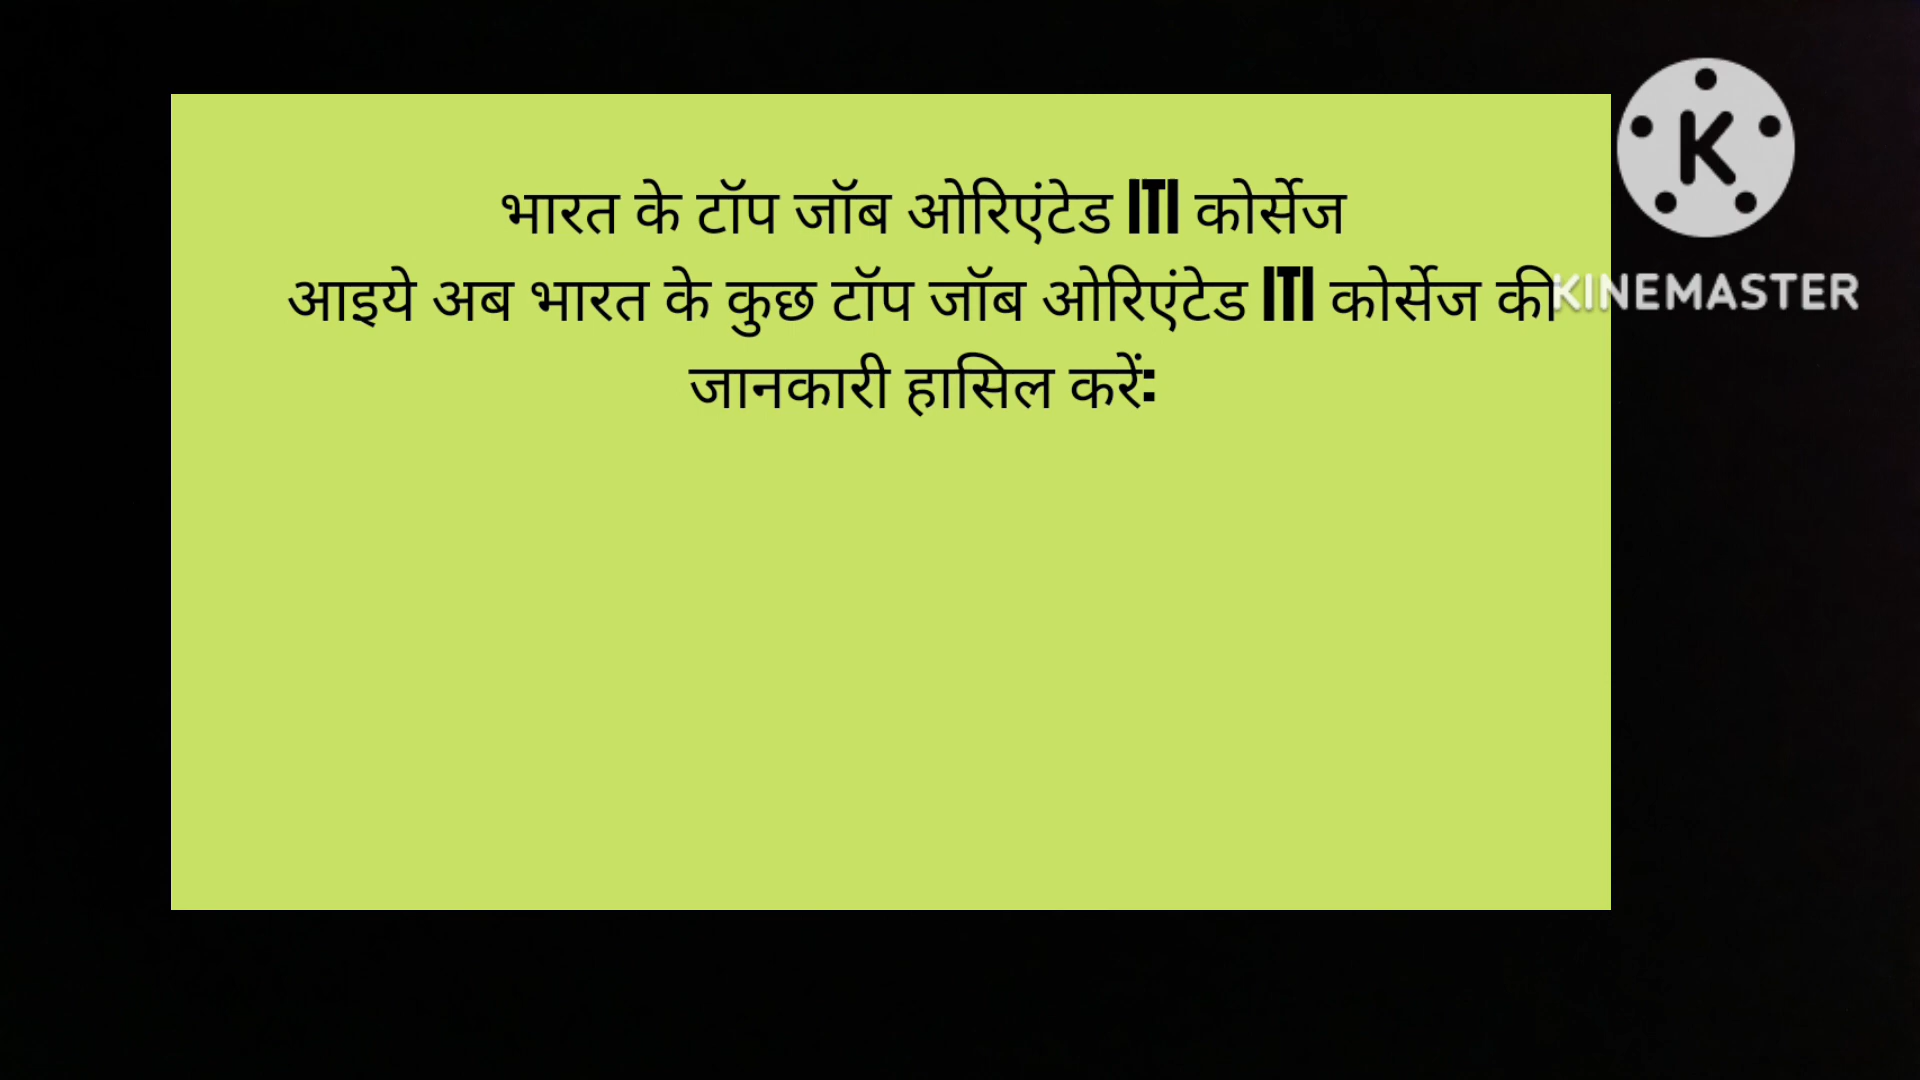 भारत के टॉप जॉब ओरिएंटेड ITI कोर्सेज
आइये अब भारत के कुछ टॉप जॉब ओरिएंटेड ITI कोर्सेज की
जानकारी हासिल करें:
K
KINEMASTER